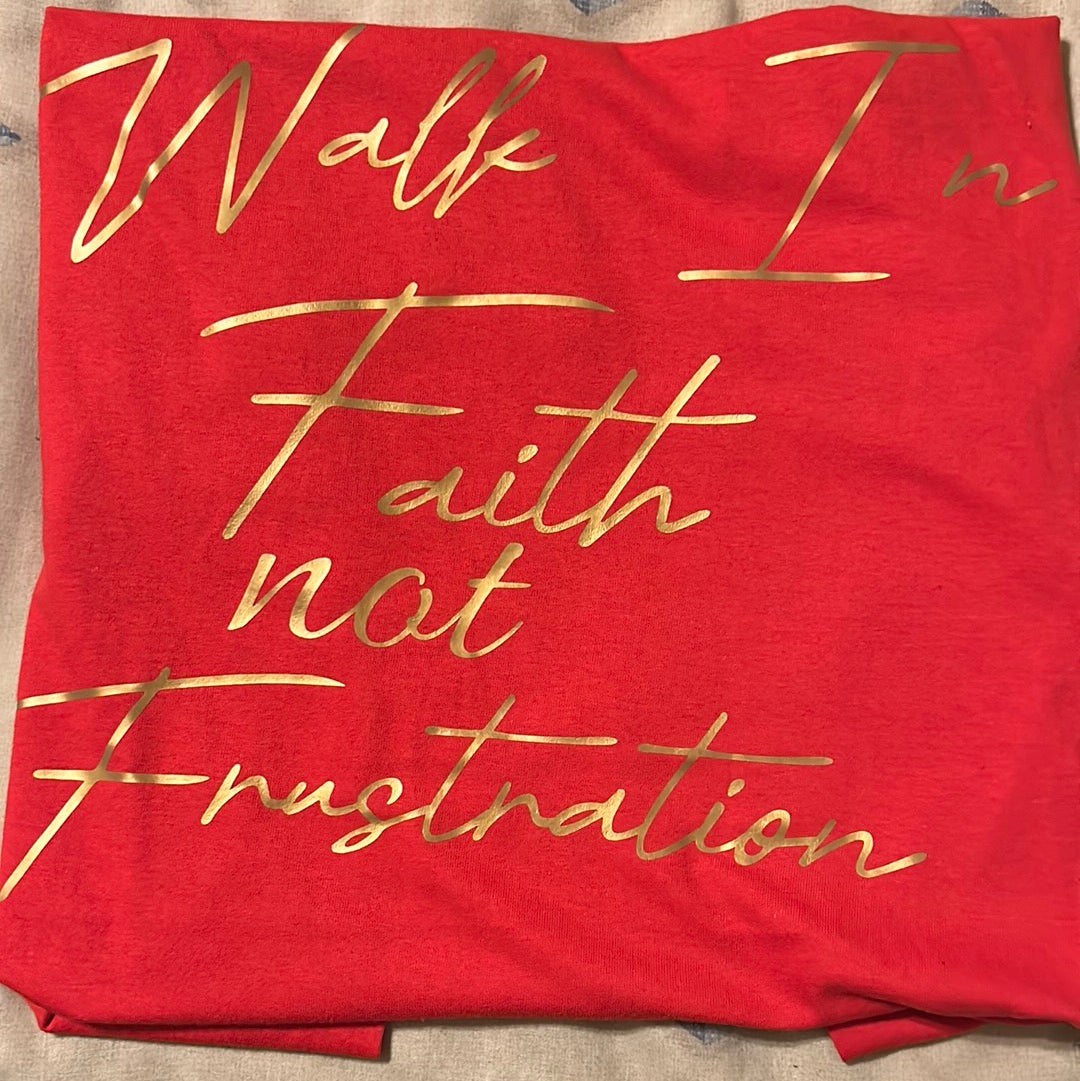 Walk In
Faith
not
Frustration